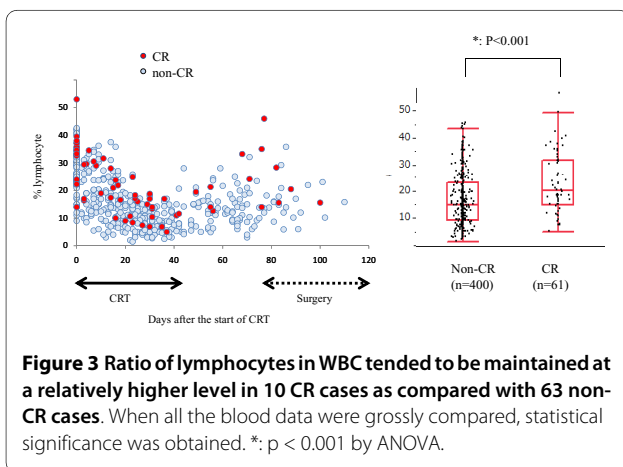 *: P<0.001
CR
non-CR
% lymphocyte
60
50
40
30
20
10
0
0 20 40 60 80 100 120
CRT Surgery
Days after the start of CRT
50
40
30
20
10
Non-CR CR
(n=400) (n=61)
Figure 3 Ratio of lymphocytes in WBC tended to be maintained at
a relatively higher level in 10 CR cases as compared with 63 non-
CR cases. When all the blood data were grossly compared, statistical
significance was obtained. *: p < 0.001 by ANOVA.